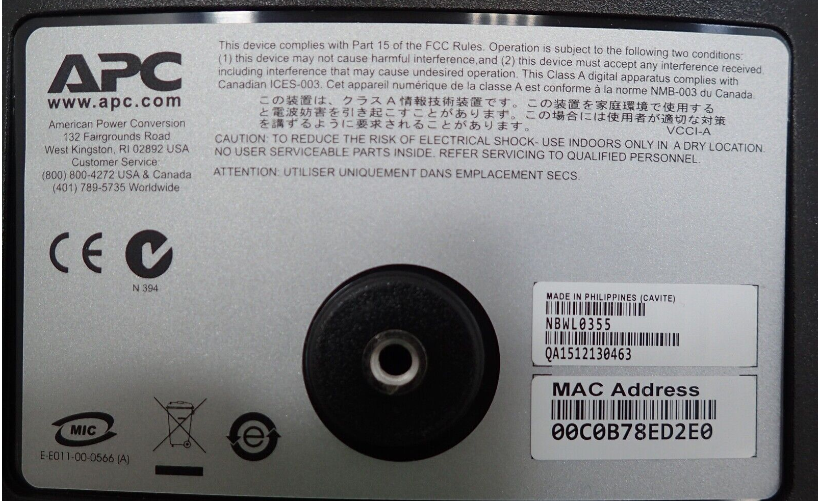 APC
www.apc.com
American Power Conversion
132 Fairgrounds Road
West Kingston, RI 02892 USA
Customer Service:
(800) 800-4272 USA & Canada
(401) 789-5735 Worldwide
This device complies with Part 15 of the FCC Rules. Operation is subject to the following two conditions:
(1) this device may not cause harmful interference,and (2) this device must accept any interference received,
including interference that may cause undesired operation. This Class A digital apparatus complies with
Canadian ICES-003. Cet appareil numérique de la classe A est conforme à la norme NMB-003 du Canada.
この装置は、クラスA情報技術装置です。この装置を家庭環境で使用する
と電波妨害を引き起こすことがあります。この場合には使用者が適切な対策
を講ずるように要求されることがあります。
VCCI-A
CAUTION: TO REDUCE THE RISK OF ELECTRICAL SHOCK- USE INDOORS ONLY IN A DRY LOCATION.
NO USER SERVICEABLE PARTS INSIDE. REFER SERVICING TO QUALIFIED PERSONNEL.
ATTENTION: UTILISER UNIQUEMENT DANS EMPLACEMENT SECS.
CE
N 394
MADE IN PHILIPPINES (CAVITE)
NBWL0355
QA1512130463
MAC Address
00C0B78ED2E0
MIC
E-E011-00-0566 (A)
e